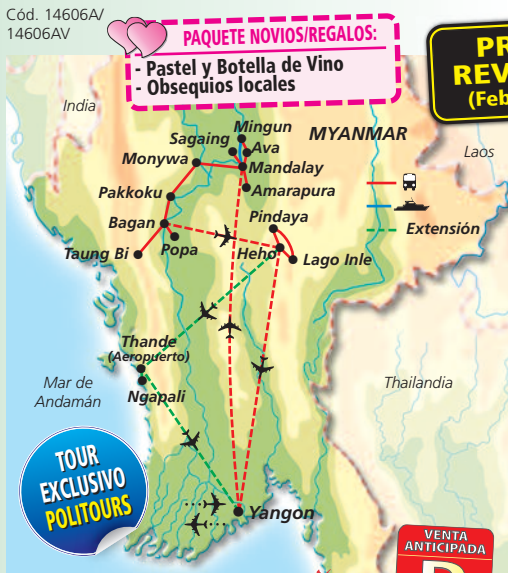 Cód. 14606A/
14606AV
PAQUETE NOVIOS/REGALOS:
- Pastel y Botella de Vino
- Obsequios locales
PR
REV
(Feb
India
Mingun
Sagaing
Ava
MYANMAR
Laos
Monywa
Mandalay
Pakkoku
Amarapura
Bagan
Pindaya
Popa
Heho
Extensión
Taung Bi
Lago Inle
Thande
(Aeropuerto)
Mar de
Andamán
Ngapali
Thailandia
TOUR
EXCLUSIVO
POLITOURS
Yangon
VENTA
ANTICIPADA